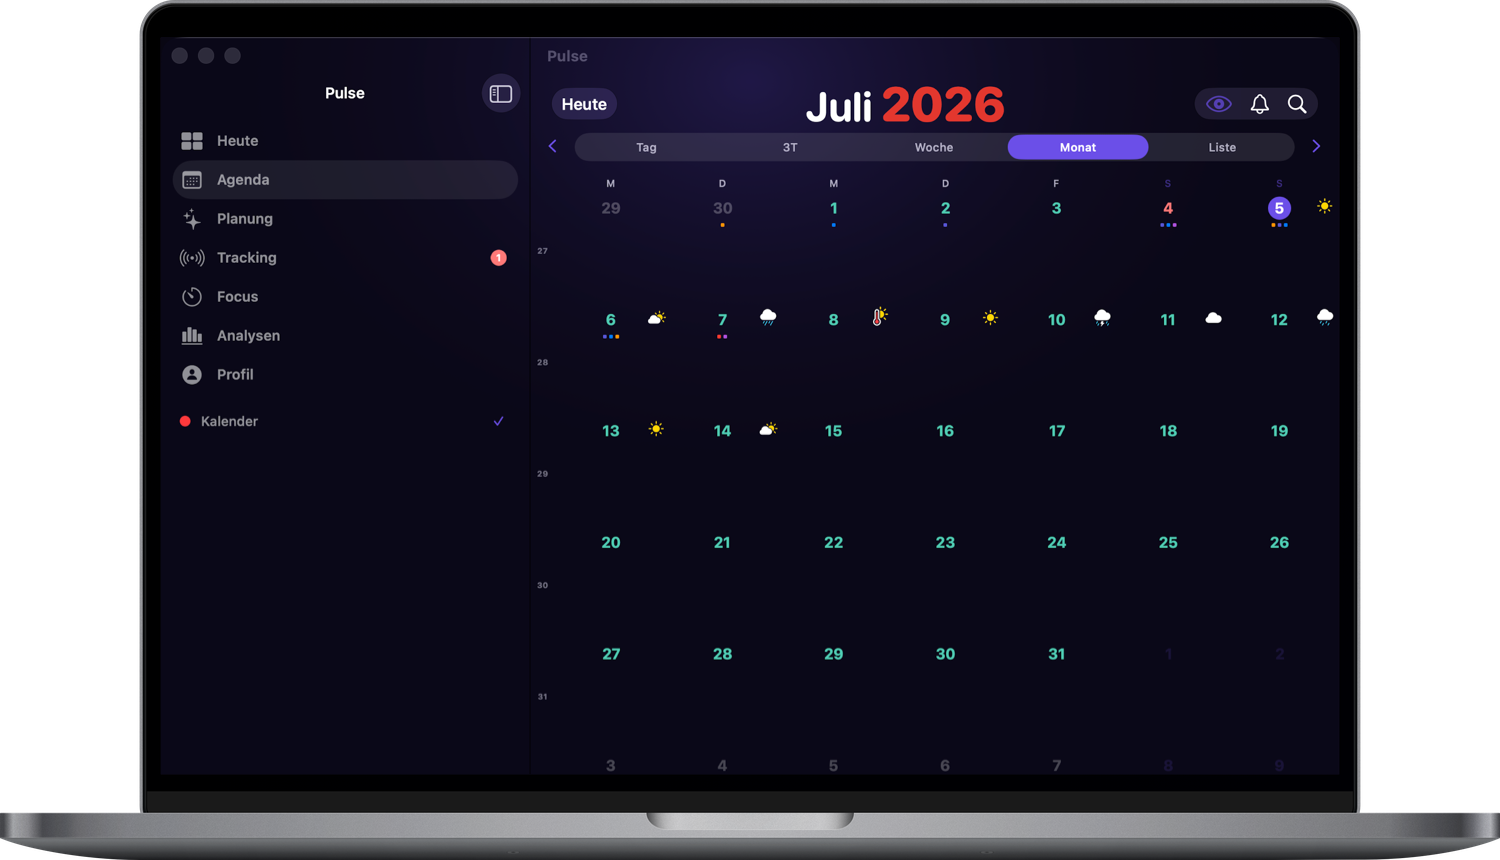 Pulse
Pulse
Heute
Agenda
Planung
Tracking 1
Focus
Analysen
Profil
Kalender
Heute
Juli 2026
Tag 3T Woche Monat Liste
M D M D F S S
29 30 1 2 3 4 5
27
6 7 8 9 10 11 12
28
13 14 15 16 17 18 19
29
20 21 22 23 24 25 26
30
27 28 29 30 31 1 2
31
3 4 5 6 7 8 9